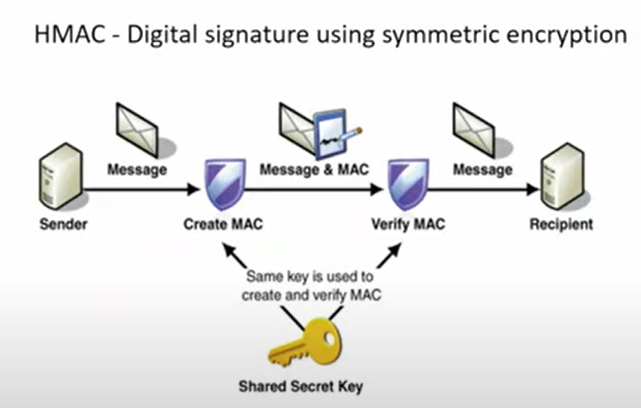 HMAC - Digital signature using symmetric encryption
Message
Message & MAC
Message
Sender
Create MAC
Verify MAC
Recipient
Same key is used to
create and verify MAC
Shared Secret Key